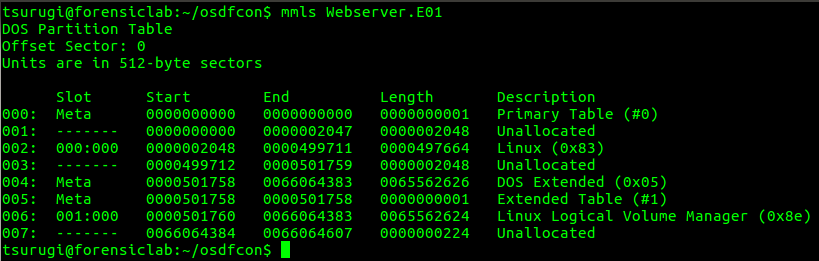 tsurugi@forensiclab:~/osdfcon$ mmls Webserver.E01
DOS Partition Table
Offset Sector: 0
Units are in 512-byte sectors
      Slot      Start        End          Length       Description
000:  Meta      0000000000   0000000000   0000000001   Primary Table (#0)
001:  -------   0000000000   0000002047   0000002048   Unallocated
002:  000:000   0000002048   0000499711   0000497664   Linux (0x83)
003:  -------   0000499712   0000501759   0000002048   Unallocated
004:  Meta      0000501758   0066064383   0065562626   DOS Extended (0x05)
005:  Meta      0000501758   0000501758   0000000001   Extended Table (#1)
006:  001:000   0000501760   0066064383   0065562624   Linux Logical Volume Manager (0x8e)
007:  -------   0066064384   0066064607   0000000224   Unallocated
tsurugi@forensiclab:~/osdfcon$